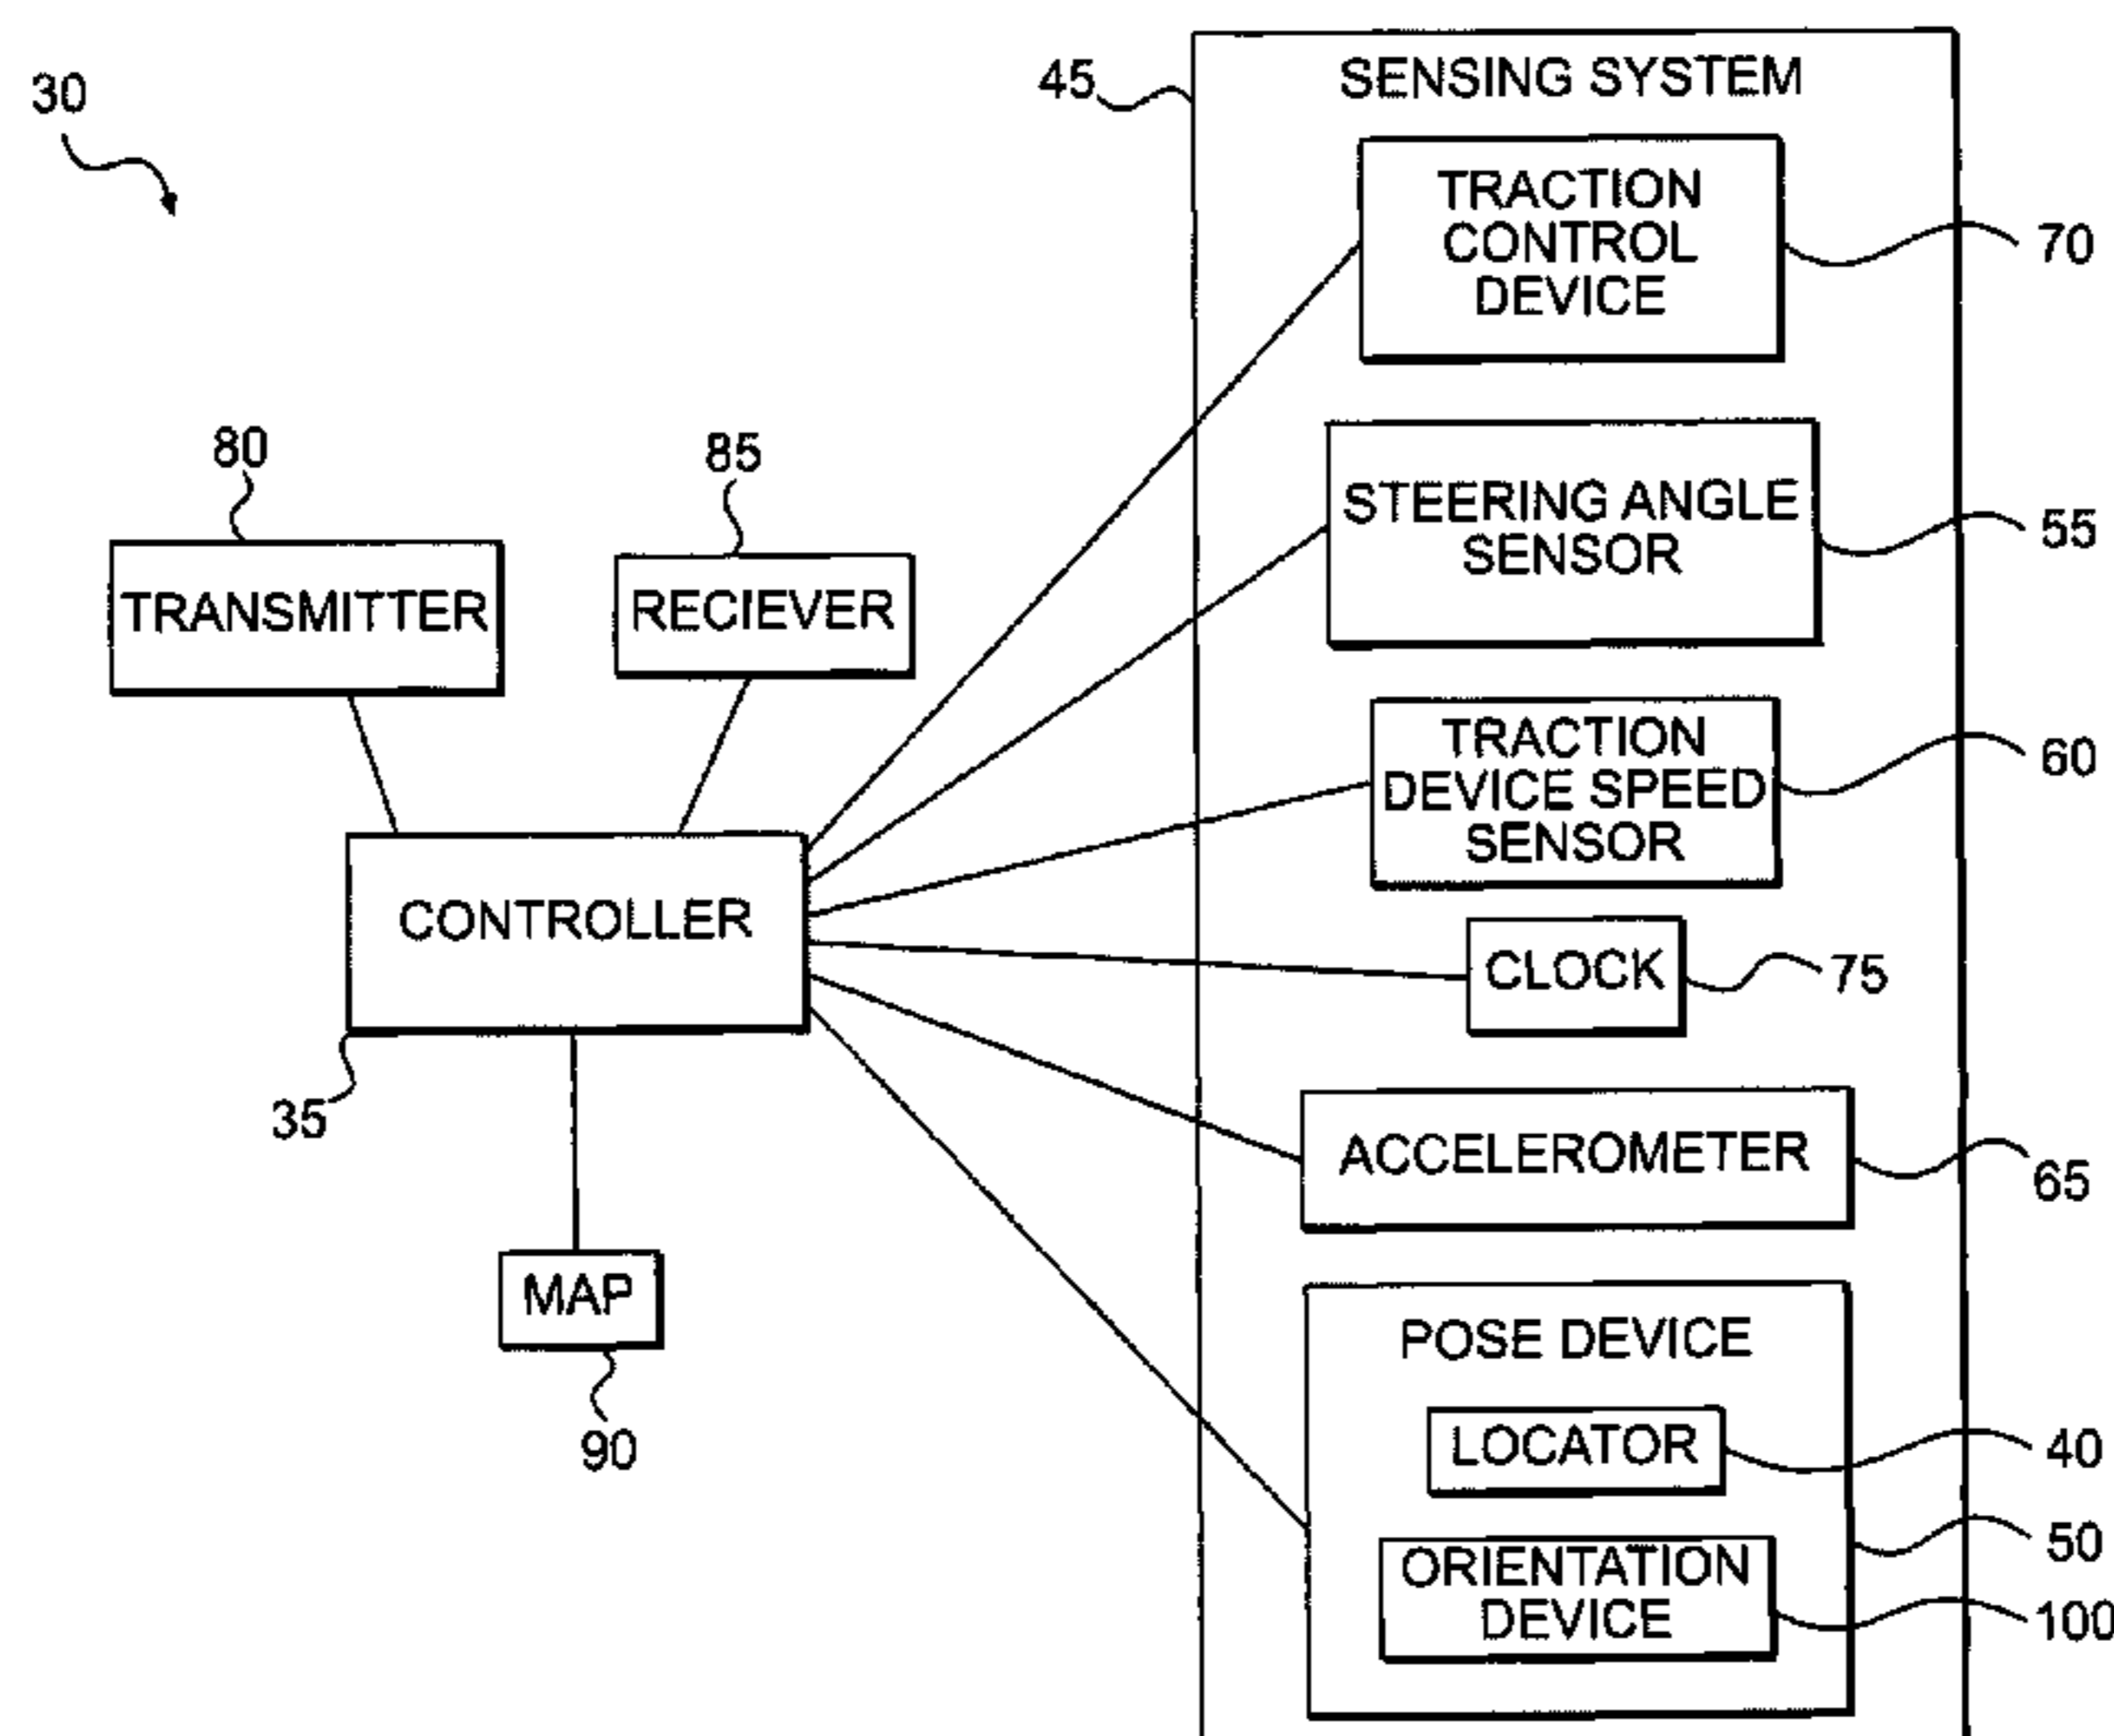 30
45
SENSING SYSTEM
TRACTION
CONTROL
DEVICE
70
80
85
TRANSMITTER
RECIEVER
STEERING ANGLE
SENSOR
55
TRACTION
DEVICE SPEED
SENSOR
60
CONTROLLER
35
CLOCK
75
ACCELEROMETER
65
MAP
90
POSE DEVICE
LOCATOR
40
50
ORIENTATION
DEVICE
100